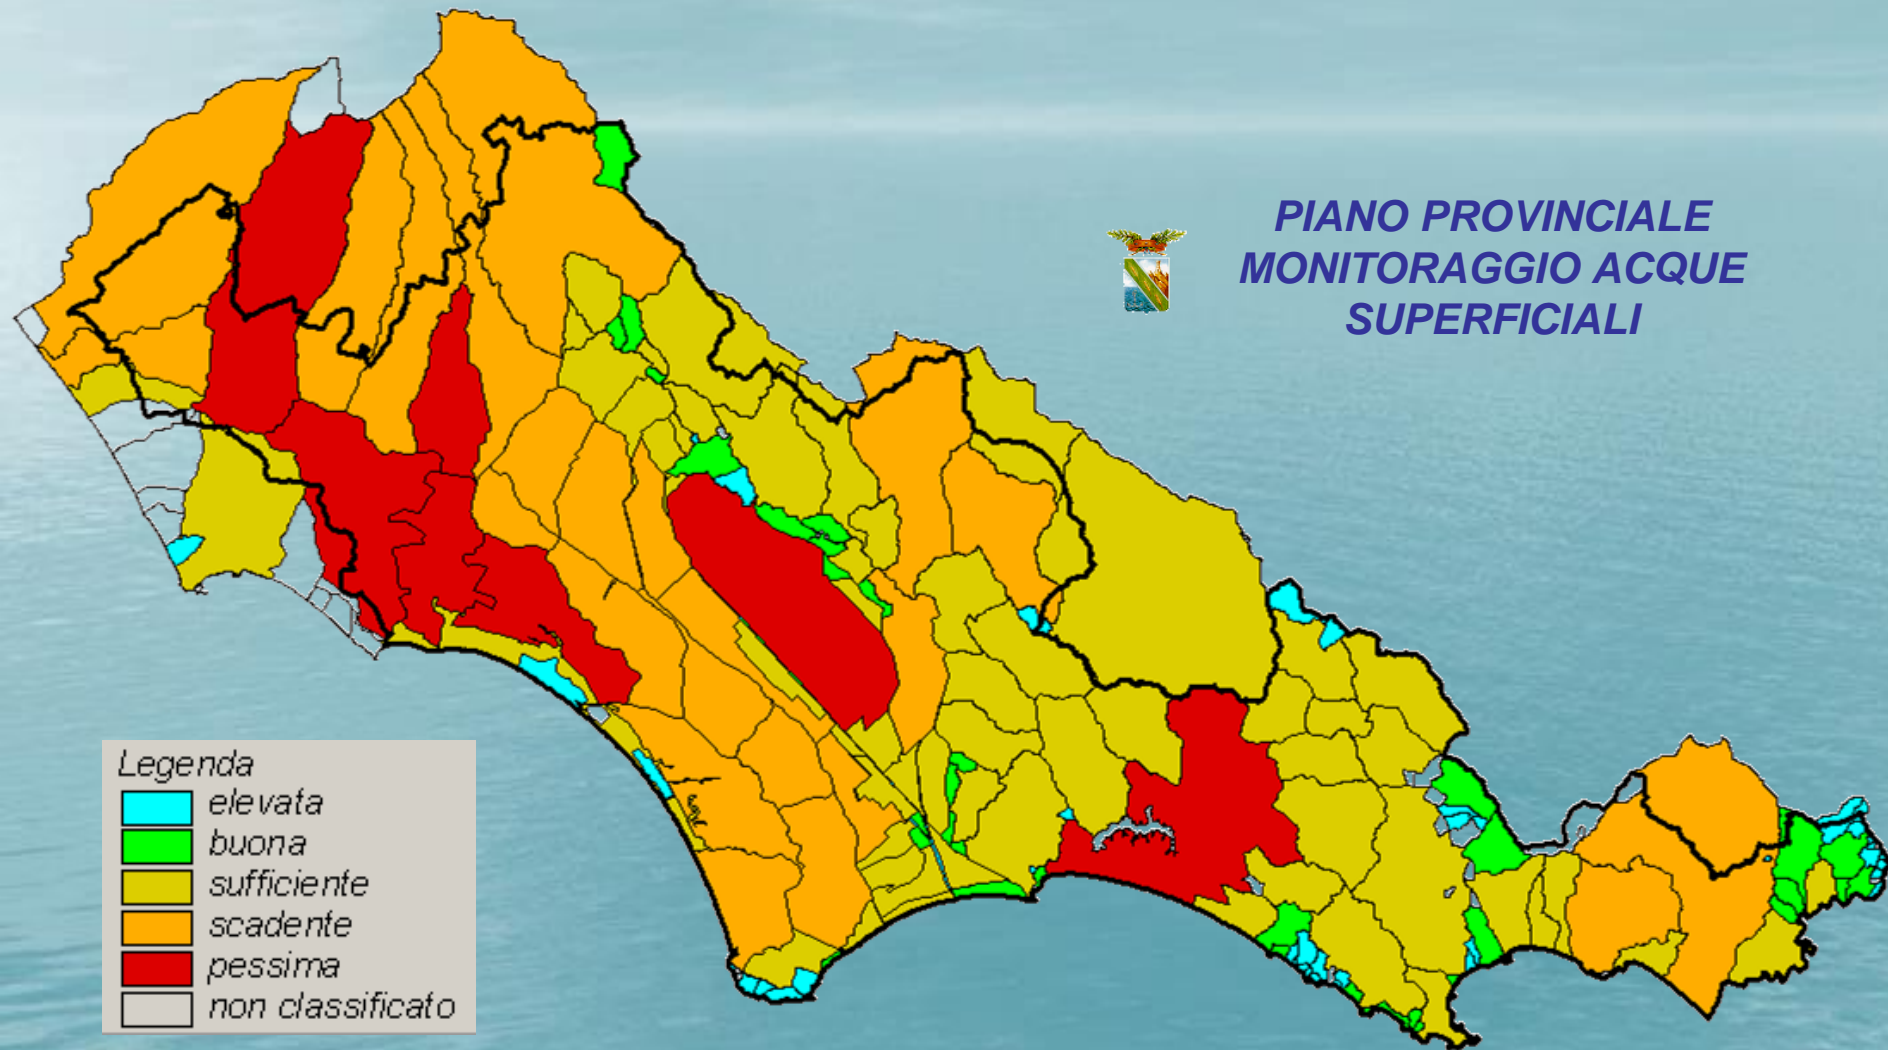 PIANO PROVINCIALE
MONITORAGGIO ACQUE
SUPERFICIALI
Legenda
elevata
buona
sufficiente
scadente
pessima
non classificato